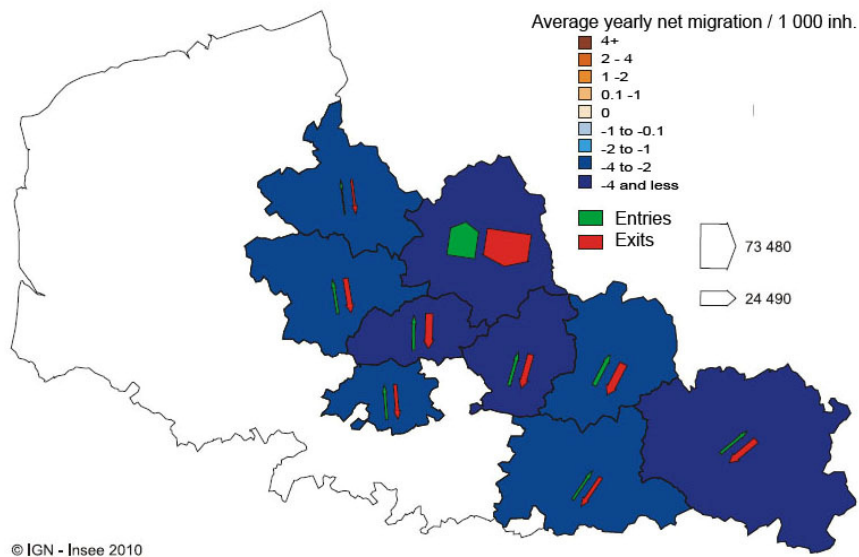 Average yearly net migration / 1 000 inh.
4+
2 - 4
1 -2
0.1 -1
0
-1 to -0.1
-2 to -1
-4 to -2
-4 and less
Entries
Exits
73 480
24 490
© IGN - Insee 2010